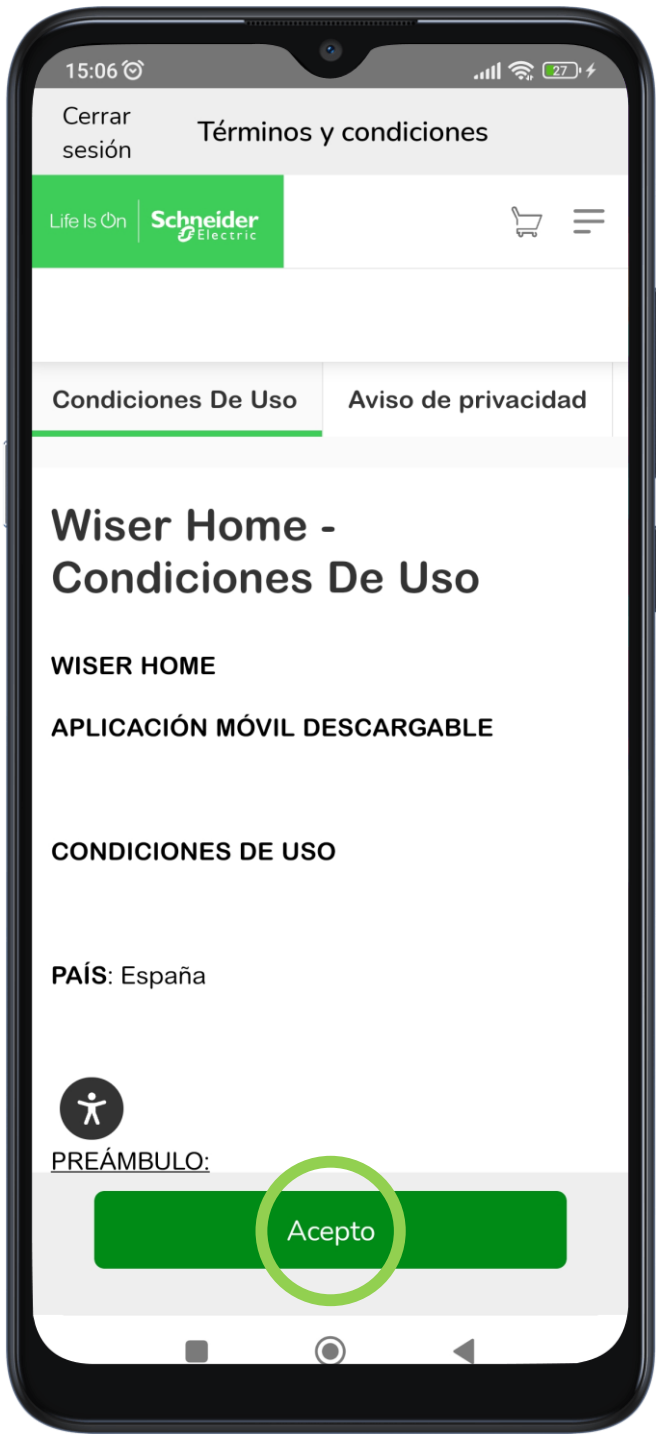 15:06
27
Cerrar
sesión
Términos y condiciones
Life Is On
Schneider
Electric
Condiciones De Uso
Aviso de privacidad
Wiser Home -
Condiciones De Uso
WISER HOME
APLICACIÓN MÓVIL DESCARGABLE
CONDICIONES DE USO
PAÍS: España
PREÁMBULO:
Acepto